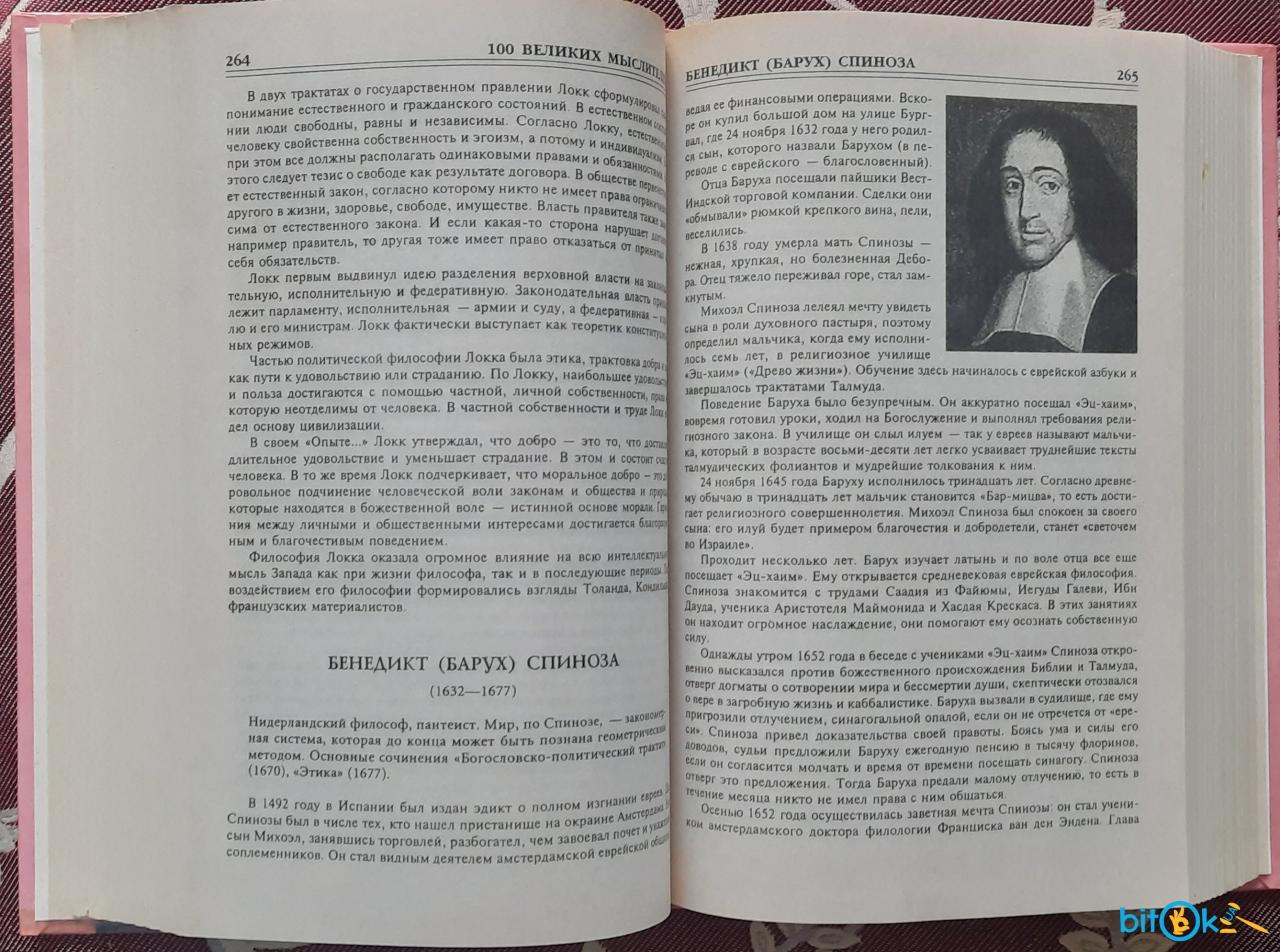 264
100 ВЕЛИКИХ
В двух трактатах о государственном правлении Локк
понимание естественного и гражданского состояний. В естественном
нии люди свободны, равны и независимы. Согласно Локку,
человеку свойственна собственность и эгоизм, а потому и
при этом все должны располагать одинаковыми правами и
этого следует тезис о свободе как результате договора. В обществе
ет естественный закон, согласно которому никто не имеет права
другого в жизни, здоровье, свободе, имуществе. Власть правителя также
сима от естественного закона. И если какая-то сторона нарушает
например правитель, то другая тоже имеет право отказаться от
себя обязательств.
Локк первым выдвинул идею разделения верховной власти на
тельную, исполнительную и федеративную. Законодательная власть
лежит парламенту, исполнительная — армии и суду, а федеративная —
лю и его министрам. Локк фактически выступает как теоретик
ных режимов.
Частью политической философии Локка была этика, трактовка добра и
как пути к удовольствию или страданию. По Локку, наибольшее
и польза достигаются с помощью частной, личной собственности,
которую неотделимы от человека. В частной собственности и труде Локк
дел основу цивилизации.
В своем «Опыте...» Локк утверждал, что добро — это то, что
длительное удовольствие и уменьшает страдание. В этом и состоит
человека. В то же время Локк подчеркивает, что моральное добро —
ровольное подчинение человеческой воли законам и общества и
которые находятся в божественной воле — истинной основе морали.
ния между личными и общественными интересами достигается
ным и благочестивым поведением.
Философия Локка оказала огромное влияние на всю
мысль Запада как при жизни философа, так и в последующие периоды.
воздействием его философии формировались взгляды Толанда,
французских материалистов.
БЕНЕДИКТ (БАРУХ) СПИНОЗА
(1632—1677)
Нидерландский философ, пантеист. Мир, по Спинозе, —
ная система, которая до конца может быть познана геометрический
методом. Основные сочинения «Богословско-политический трактат»
(1670), «Этика» (1677).
В 1492 году в Испании был издан эдикт о полном изгнании евреев.
Спинозы был в числе тех, кто нашел пристанище на окраине Амстердама.
сын Михоэл, занявшись торговлей, разбогател, чем завоевал почет и
соплеменников. Он стал видным деятелем амстердамской еврейской
БЕНЕДИКТ (БАРУХ) СПИНОЗА
265
ведая ее финансовыми операциями. Вско-
ре он купил большой дом на улице Бург-
вал, где 24 ноября 1632 года у него родил-
ся сын, которого назвали Барухом (в пе-
реводе с еврейского — благословенный).
Отца Баруха посещали пайщики Вест-
Индской торговой компании. Сделки они
«обмывали» рюмкой крепкого вина, пели,
веселились.
В 1638 году умерла мать Спинозы —
нежная, хрупкая, но болезненная Дебо-
ра. Отец тяжело переживал горе, стал зам-
кнутым.
Михоэл Спиноза лелеял мечту увидеть
сына в роли духовного пастыря, поэтому
определил мальчика, когда ему исполни-
лось семь лет, в религиозное училище
«Эц-хаим» («Древо жизни»). Обучение здесь начиналось с еврейской азбуки и
завершалось трактатами Талмуда.
Поведение Баруха было безупречным. Он аккуратно посещал «Эц-хаим»,
вовремя готовил уроки, ходил на Богослужение и выполнял требования рели-
гиозного закона. В училище он слыл илуем — так у евреев называют мальчи-
ка, который в возрасте восьми-десяти лет легко усваивает труднейшие тексты
талмудических фолиантов и мудрейшие толкования к ним.
24 ноября 1645 года Баруху исполнилось тринадцать лет. Согласно древне-
му обычаю в тринадцать лет мальчик становится «Бар-мицва», то есть дости-
гает религиозного совершеннолетия. Михоэл Спиноза был спокоен за своего
сына: его илуй будет примером благочестия и добродетели, станет «светочем
во Израиле».
Проходит несколько лет. Барух изучает латынь и по воле отца все еще
посещает «Эц-хаим». Ему открывается средневековая еврейская философия.
Спиноза знакомится с трудами Саадия из Файюмы, Иегуды Галеви, Ибн
Дауда, ученика Аристотеля Маймонида и Хасдая Крескаса. В этих занятиях
он находит огромное наслаждение, они помогают ему осознать собственную
силу.
Однажды утром 1652 года в беседе с учениками «Эц-хаим» Спиноза откро-
венно высказался против божественного происхождения Библии и Талмуда,
отверг догматы о сотворении мира и бессмертии души, скептически отозвался
о вере в загробную жизнь и каббалистике. Баруха вызвали в судилище, где ему
пригрозили отлучением, синагогальной опалой, если он не отречется от «ере-
си». Спиноза привел доказательства своей правоты. Боясь ума и силы его
доводов, судьи предложили Баруху ежегодную пенсию в тысячу флоринов,
если он согласится молчать и время от времени посещать синагогу. Спиноза
отверг это предложения. Тогда Баруха предали малому отлучению, то есть в
течение месяца никто не имел права с ним общаться.
Осенью 1652 года осуществилась заветная мечта Спинозы: он стал учени-
ком амстердамского доктора филологии Франциска ван ден Эндена. Глава
bitOk UA